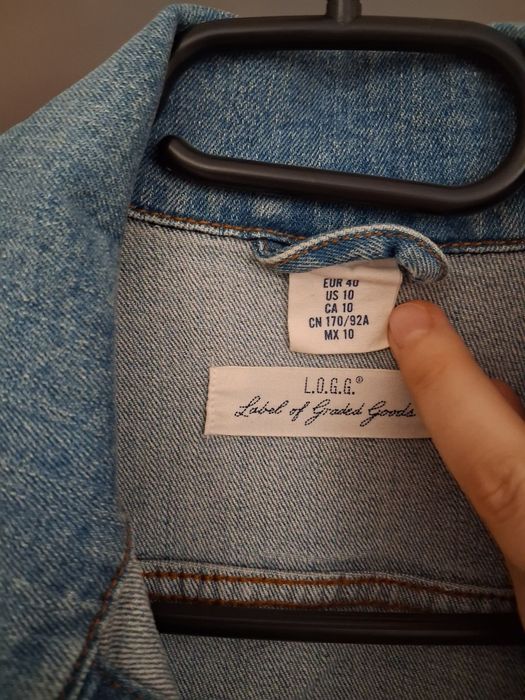 EUR 40
US 10
CA 10
CN 170/92A
MX 10
L.O.G.G.®
Label of Graded Goods